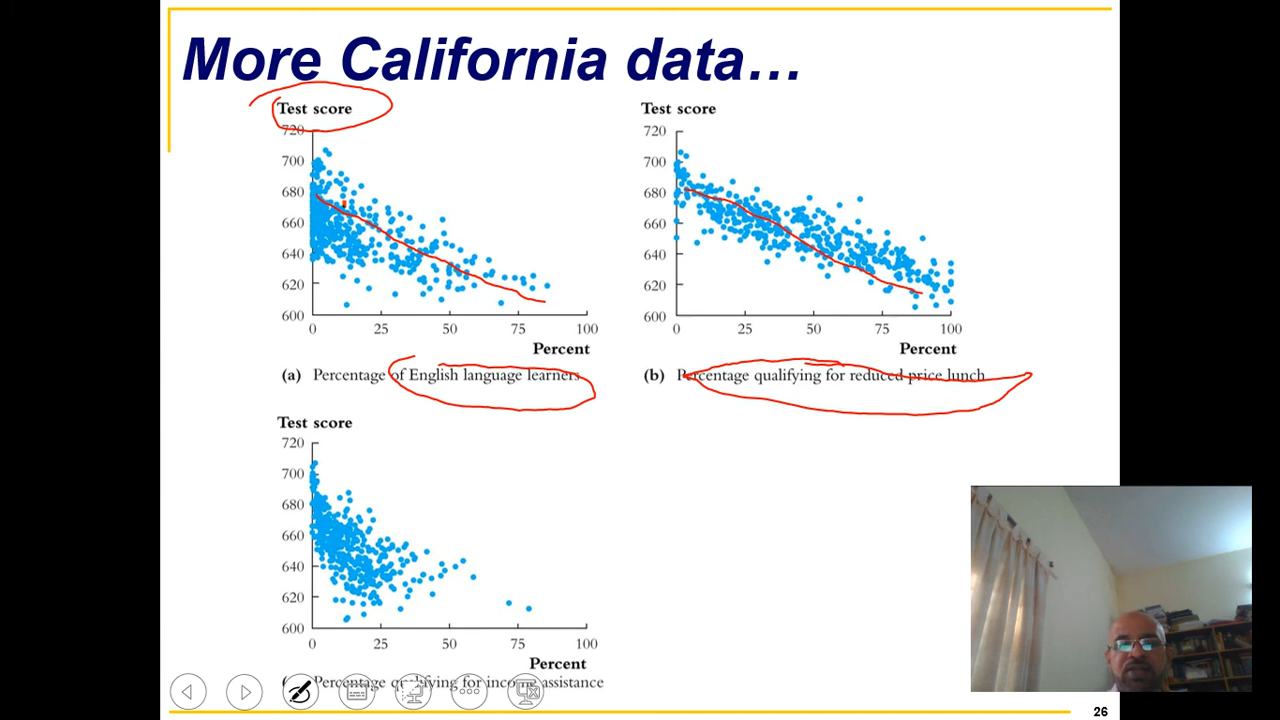 More California data…
Test score
720
700
680
660
640
620
600
0 25 50 75 100
Percent
(a) Percentage of English language learners
Test score
720
700
680
660
640
620
600
0 25 50 75 100
Percent
(b) Percentage qualifying for reduced price lunch
Test score
720
700
680
660
640
620
600
0 25 50 75 100
Percent
Percentage qualifying for income assistance
26